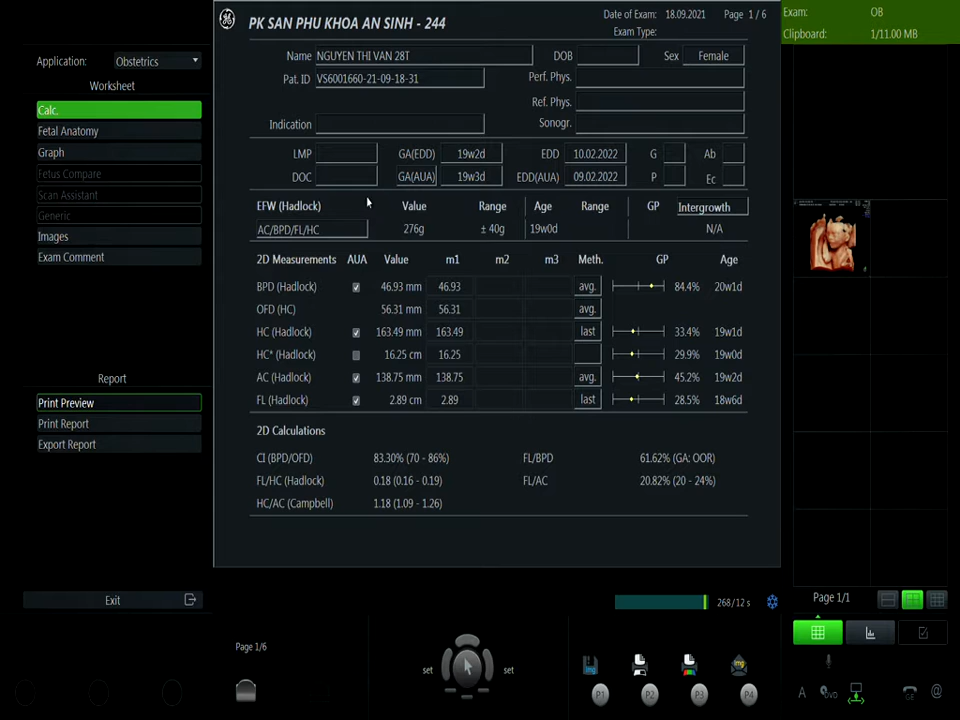 PK SAN PHU KHOA AN SINH - 244
Date of Exam: 18.09.2021 Page 1 / 6
Exam Type:
Exam: OB
Clipboard: 1/11.00 MB
Application: Obstetrics
Worksheet
Calc.
Fetal Anatomy
Graph
Fetus Compare
Scan Assistant
Generic
Images
Exam Comment
Report
Print Preview
Print Report
Export Report
Exit
Name NGUYEN THI VAN 28T DOB Sex Female
Pat. ID VS6001660-21-09-18-31 Perf. Phys.
Ref. Phys.
Indication Sonogr.
LMP GA(EDD) 19w2d EDD 10.02.2022 G Ab
DOC GA(AUA) 19w3d EDD(AUA) 09.02.2022 P Ec
EFW (Hadlock) Value Range Age Range GP Intergrowth
AC/BPD/FL/HC 276g ± 40g 19w0d N/A
2D Measurements AUA Value m1 m2 m3 Meth. GP Age
BPD (Hadlock) 46.93 mm 46.93 avg. 84.4% 20w1d
OFD (HC) 56.31 mm 56.31 avg.
HC (Hadlock) 163.49 mm 163.49 last 33.4% 19w1d
HC* (Hadlock) 16.25 cm 16.25 29.9% 19w0d
AC (Hadlock) 138.75 mm 138.75 avg. 45.2% 19w2d
FL (Hadlock) 2.89 cm 2.89 last 28.5% 18w6d
2D Calculations
CI (BPD/OFD) 83.30% (70 - 86%) FL/BPD 61.62% (GA; OOR)
FL/HC (Hadlock) 0.18 (0.16 - 0.19) FL/AC 20.82% (20 - 24%)
HC/AC (Campbell) 1.18 (1.09 - 1.26)
268/12 s
Page 1/1
Page 1/6
set set
img
P1 P2 P3 P4
A DVD @